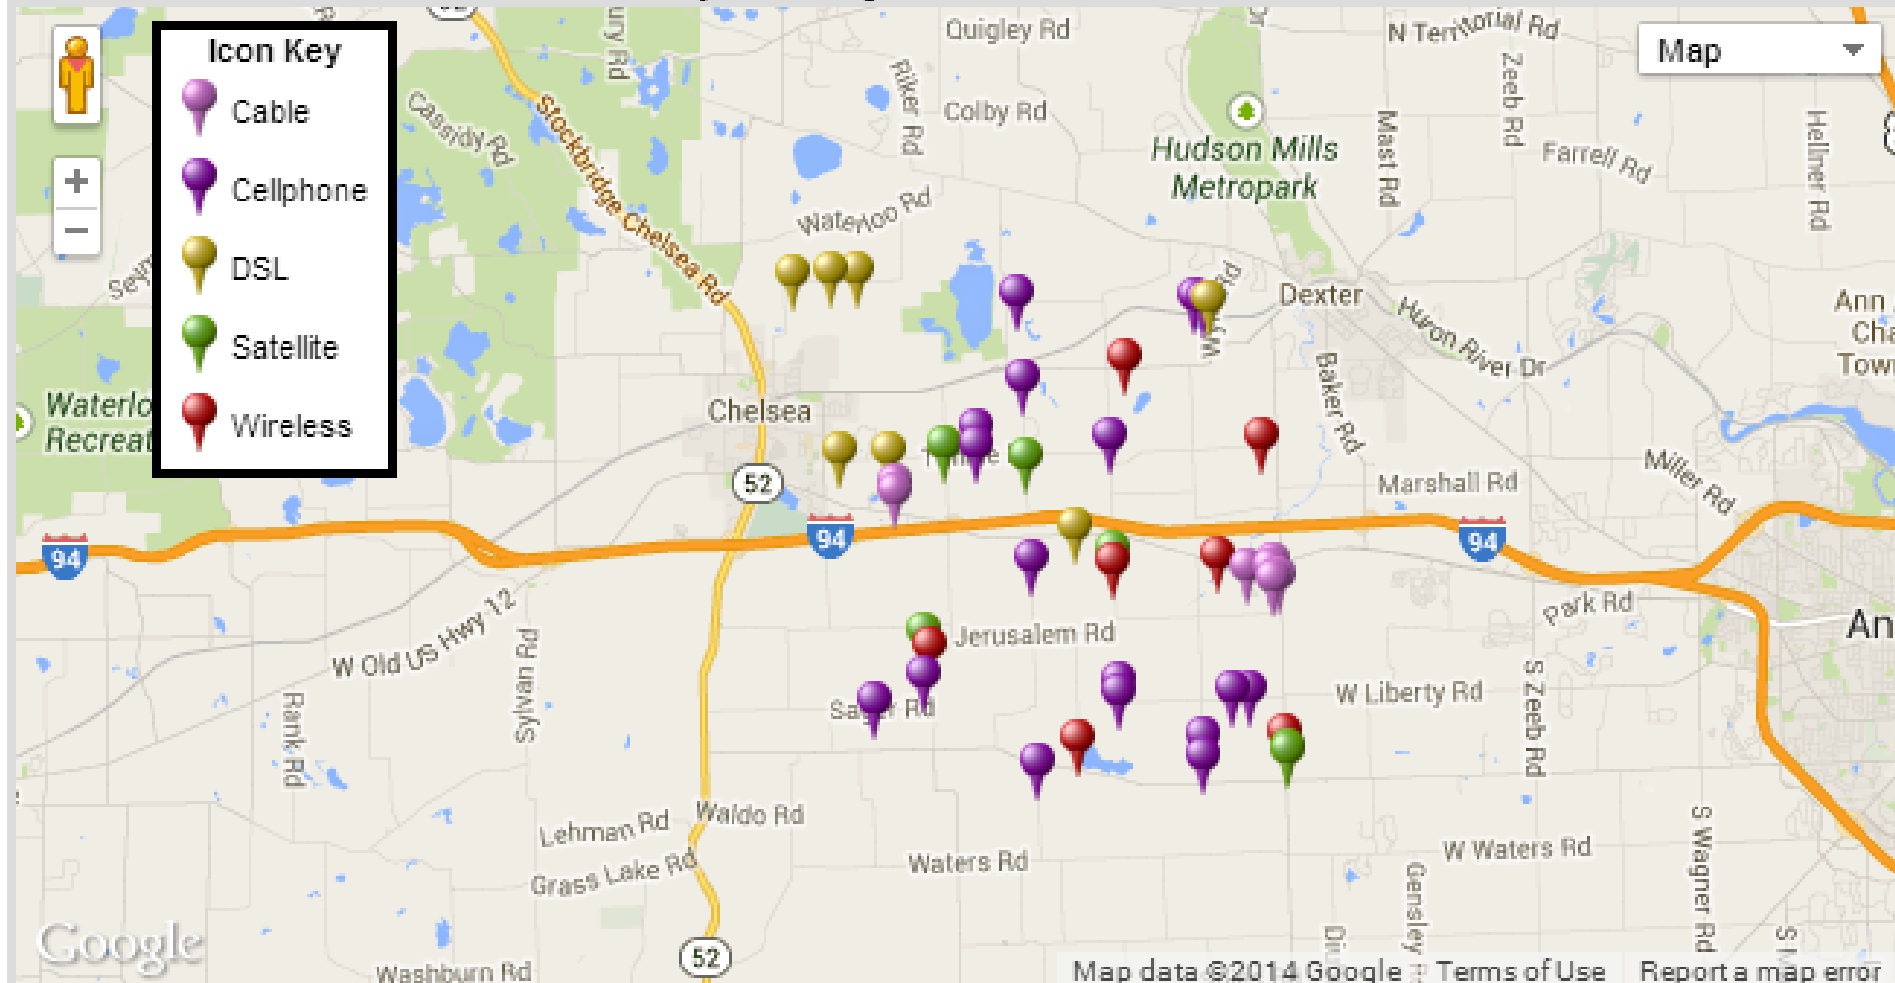 Icon Key
Cable
Cellphone
DSL
Satellite
Wireless
Map
Quigley Rd
N Territorial Rd
Riker Rd
Colby Rd
Zeeb Rd
Mast Rd
Hellner Rd
Farrell Rd
Cassidy Rd
Stockbridge Chelsea Rd
Hudson Mills
Metropark
Waterloo Rd
Dexter
Huron River Dr
Baker Rd
Ann
Chelsea
Marshall Rd
Miller Rd
52
94
94
94
Park Rd
An
W Old US Hwy 12
Sylvan Rd
Rank Rd
Jerusalem Rd
W Liberty Rd
S Zeeb Rd
Rd
Waldo Rd
Lehman Rd
Grass Lake Rd
Waters Rd
W Waters Rd
S Wagner Rd
Gensley
52
Washburn Rd
Google
Map data ©2014 Google
Terms of Use
Report a map error